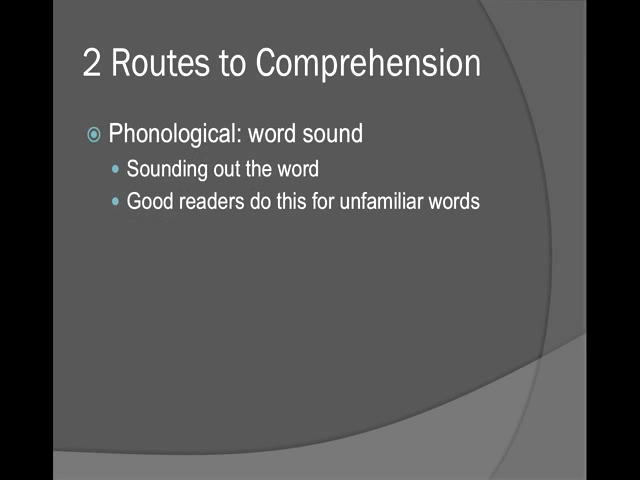 2 Routes to Comprehension
Phonological: word sound
Sounding out the word
Good readers do this for unfamiliar words